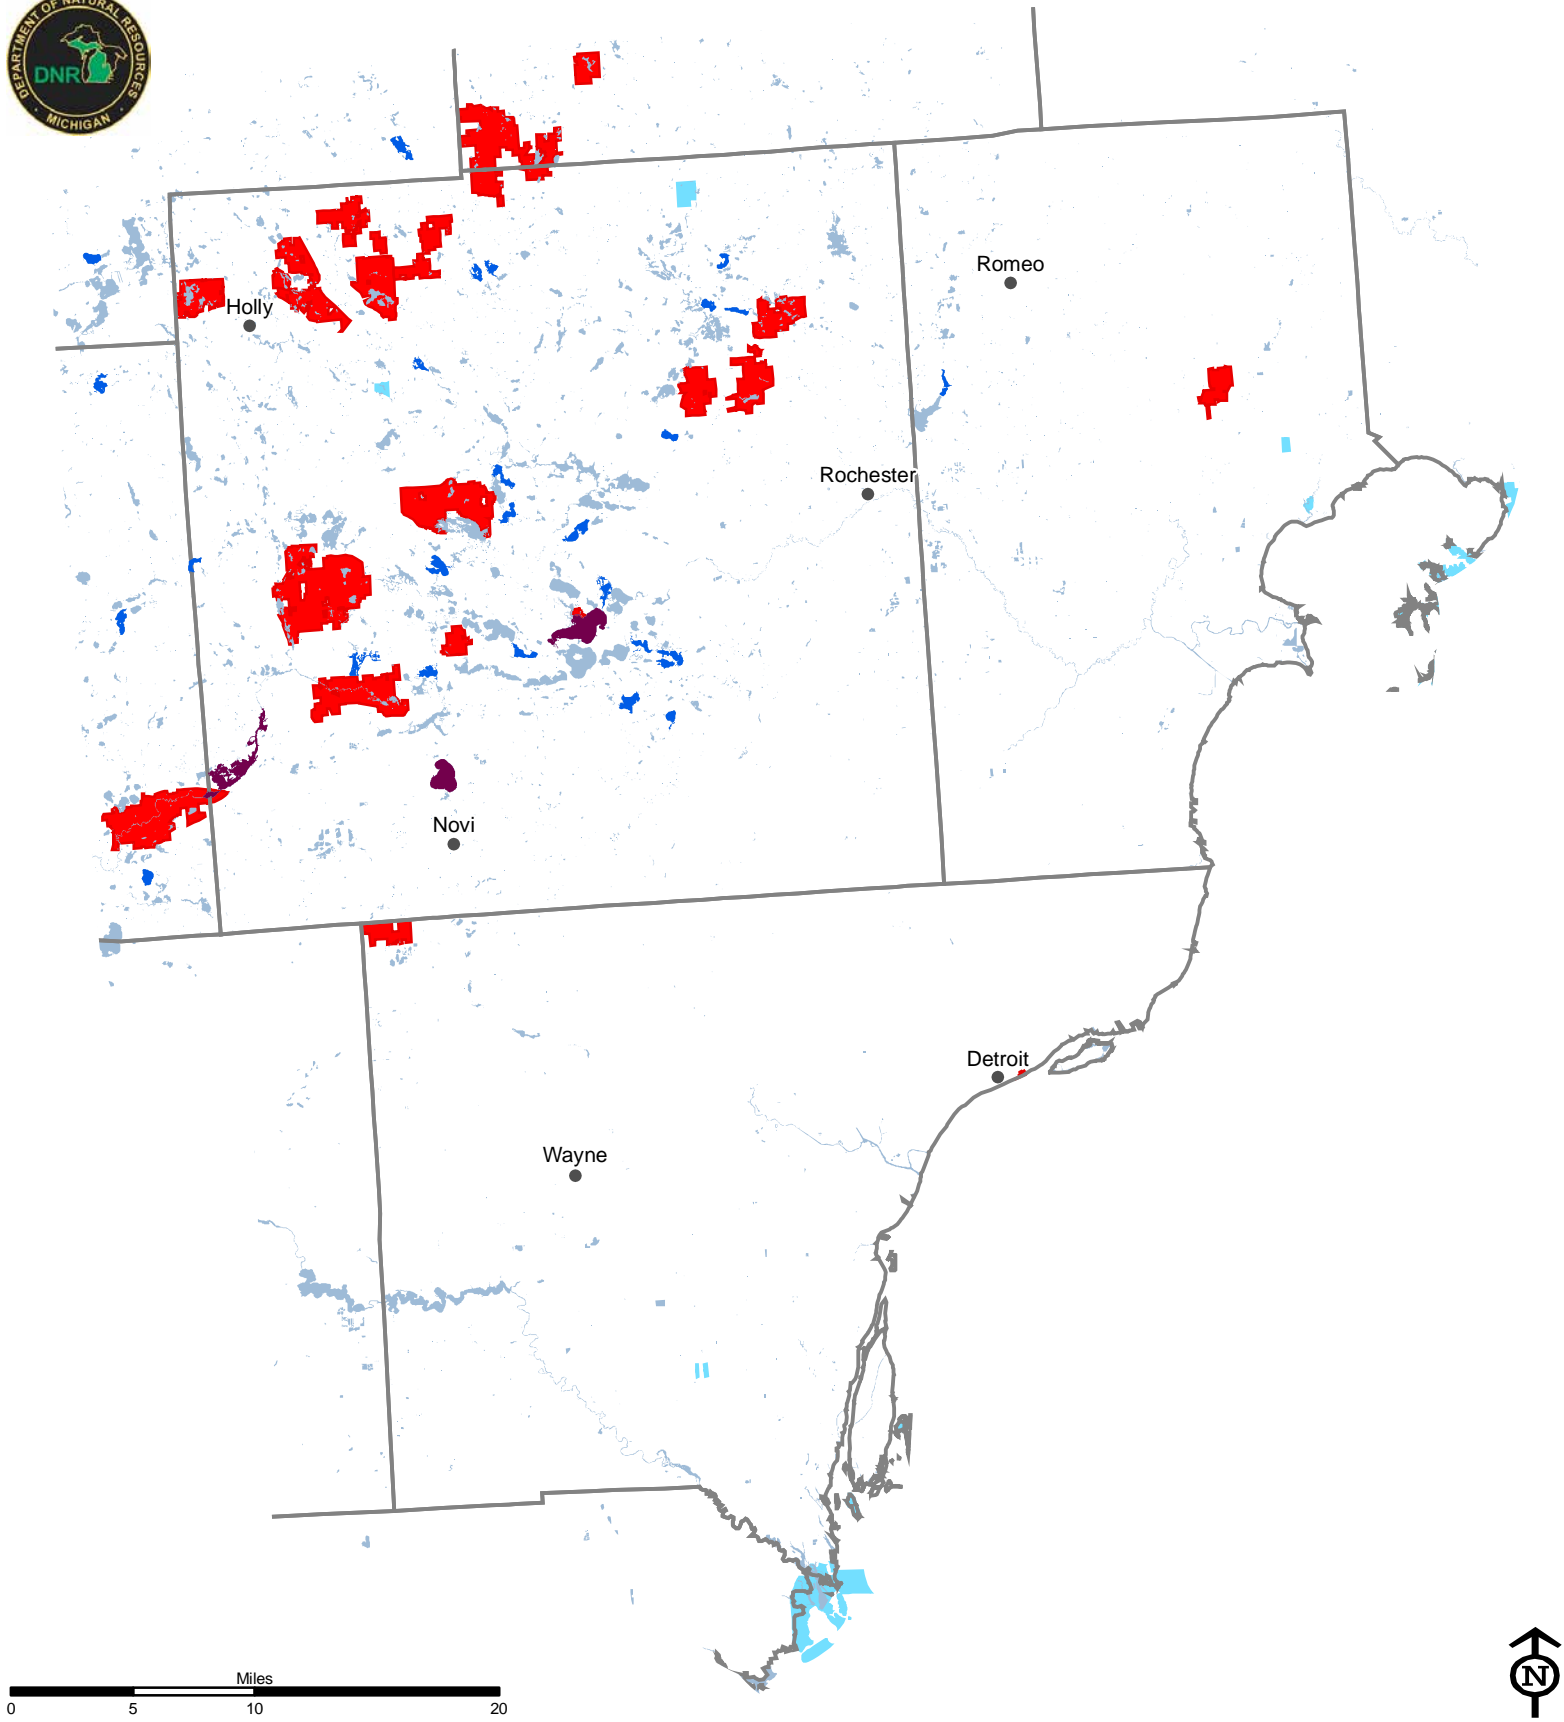 DEPARTMENT OF NATURAL RESOURCES
DNR
MICHIGAN
Romeo
Holly
Rochester
Novi
Detroit
Wayne
Miles
0 5 10 20
N